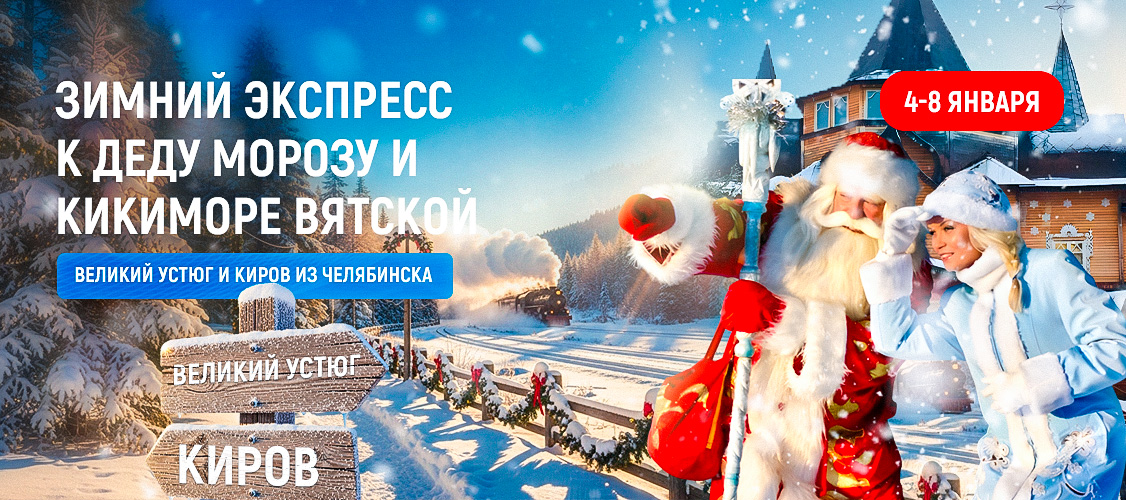 ЗИМНИЙ ЭКСПРЕСС
К ДЕДУ МОРОЗУ И
КИКИМОРЕ ВЯТСКОЙ
ВЕЛИКИЙ УСТЮГ И КИРОВ ИЗ ЧЕЛЯБИНСКА
4-8 ЯНВАРЯ
ВЕЛИКИЙ УСТЮГ
КИРОВ